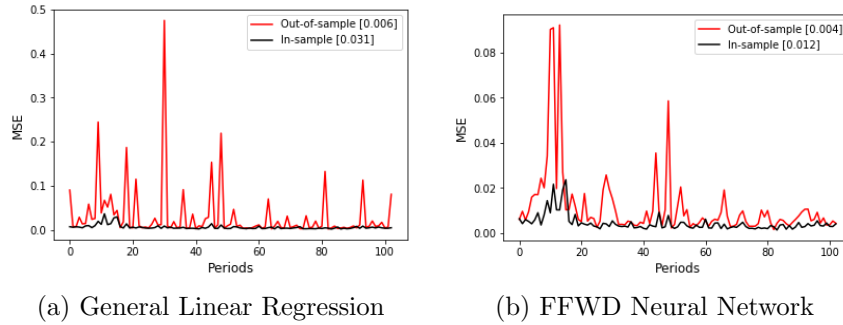 0.5
0.4
0.3
0.2
0.1
0.0
MSE
Out-of-sample [0.006]
In-sample [0.031]
0 20 40 60 80 100
Periods
(a) General Linear Regression
0.08
0.06
0.04
0.02
0.00
MSE
Out-of-sample [0.004]
In-sample [0.012]
0 20 40 60 80 100
Periods
(b) FFWD Neural Network